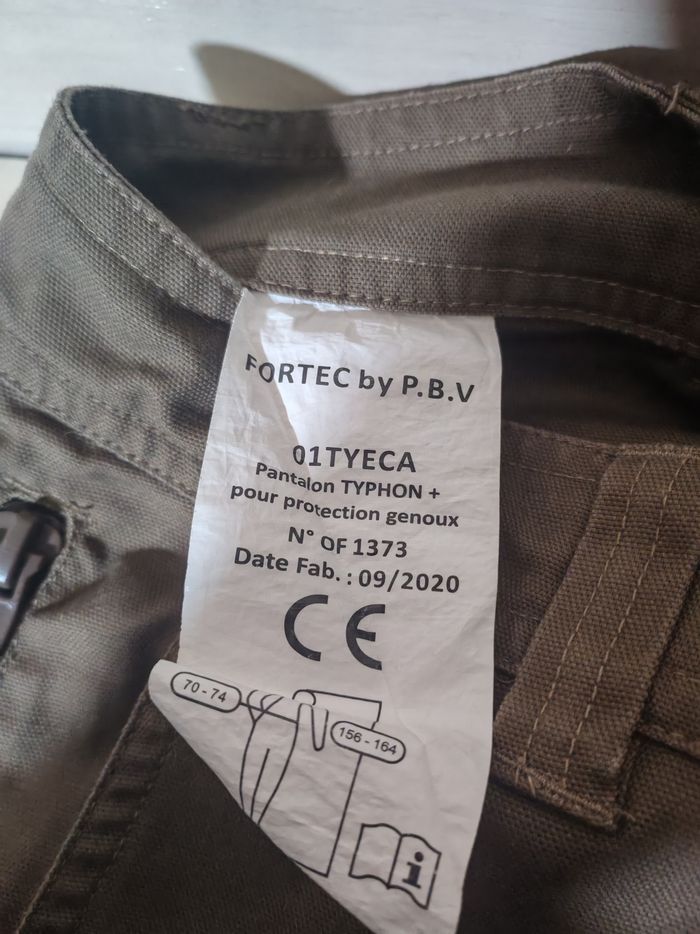 FORTEC by P.B.V
01TYECA
Pantalon TYPHON +
pour protection genoux
N° OF 1373
Date Fab. : 09/2020
CE
70 - 74
156 - 164
i